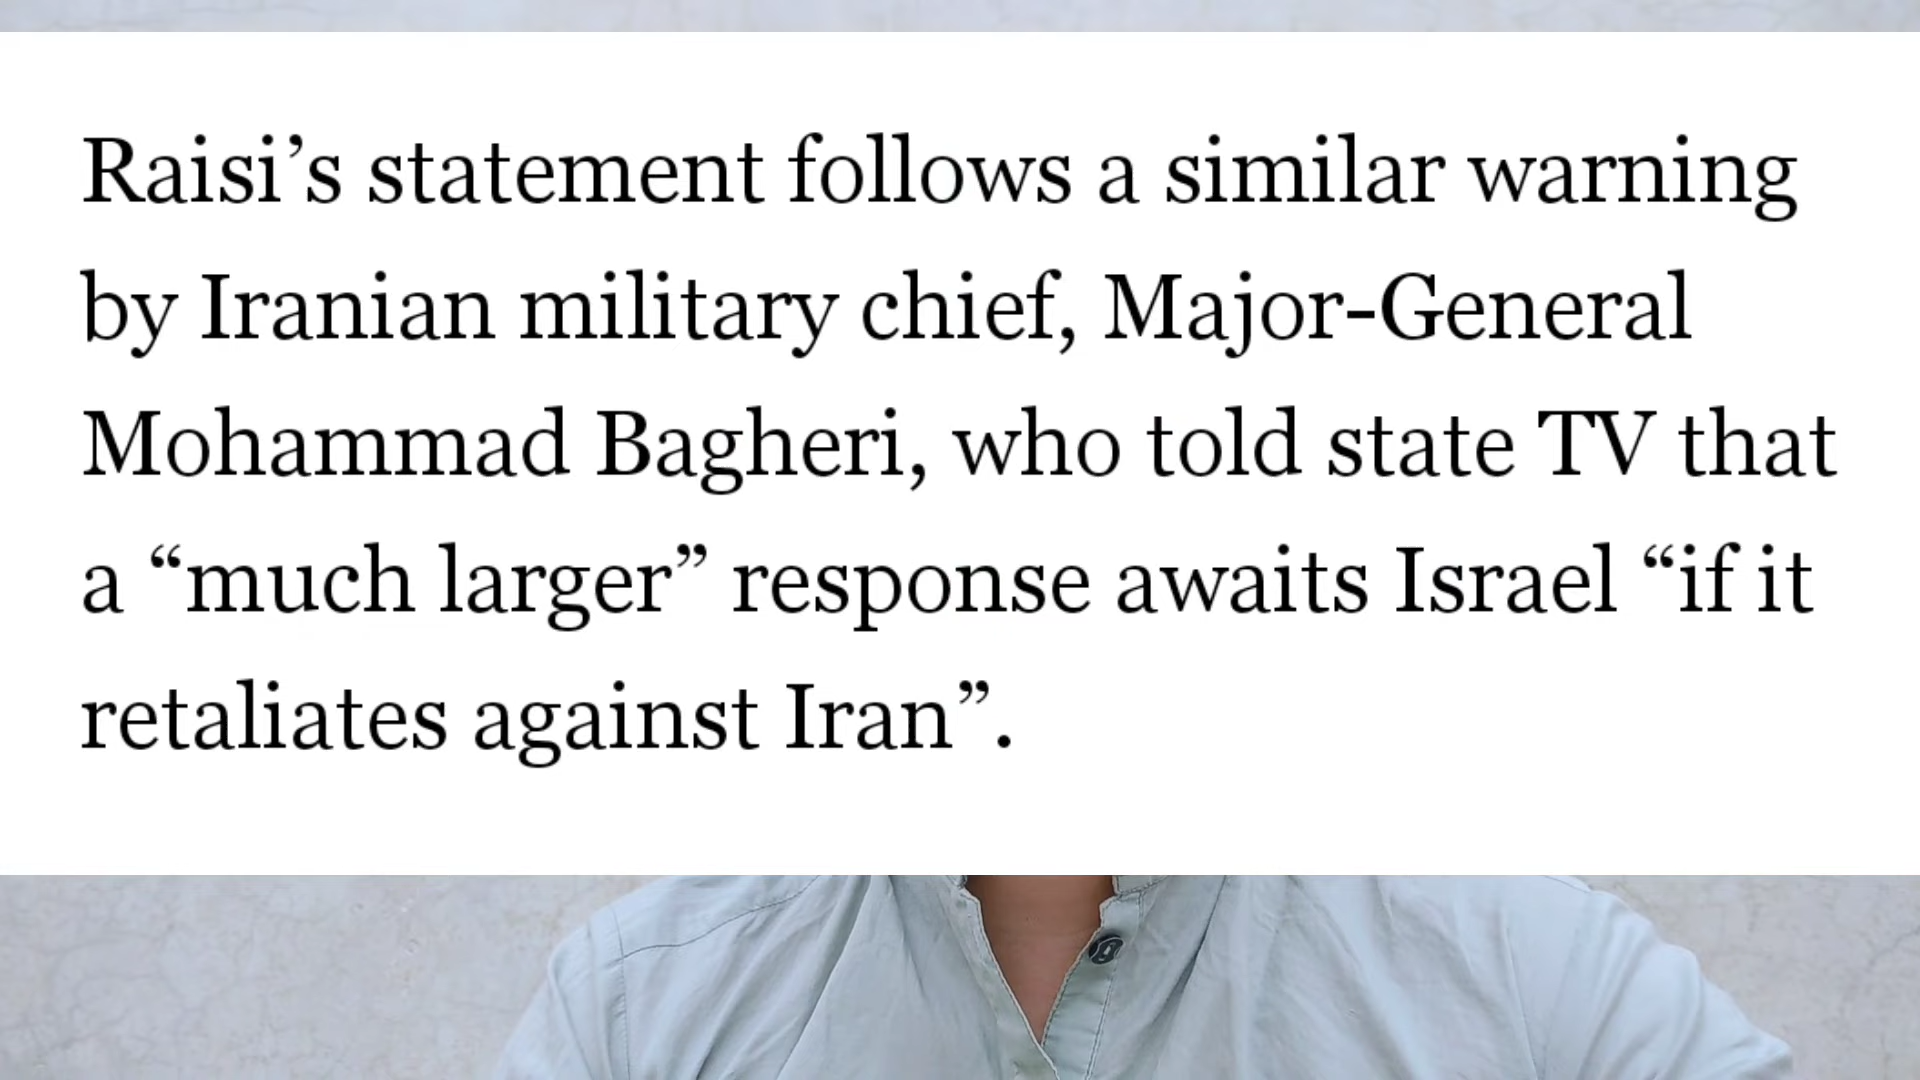 Raisi’s statement follows a similar warning
by Iranian military chief, Major-General
Mohammad Bagheri, who told state TV that
a “much larger” response awaits Israel “if it
retaliates against Iran”.